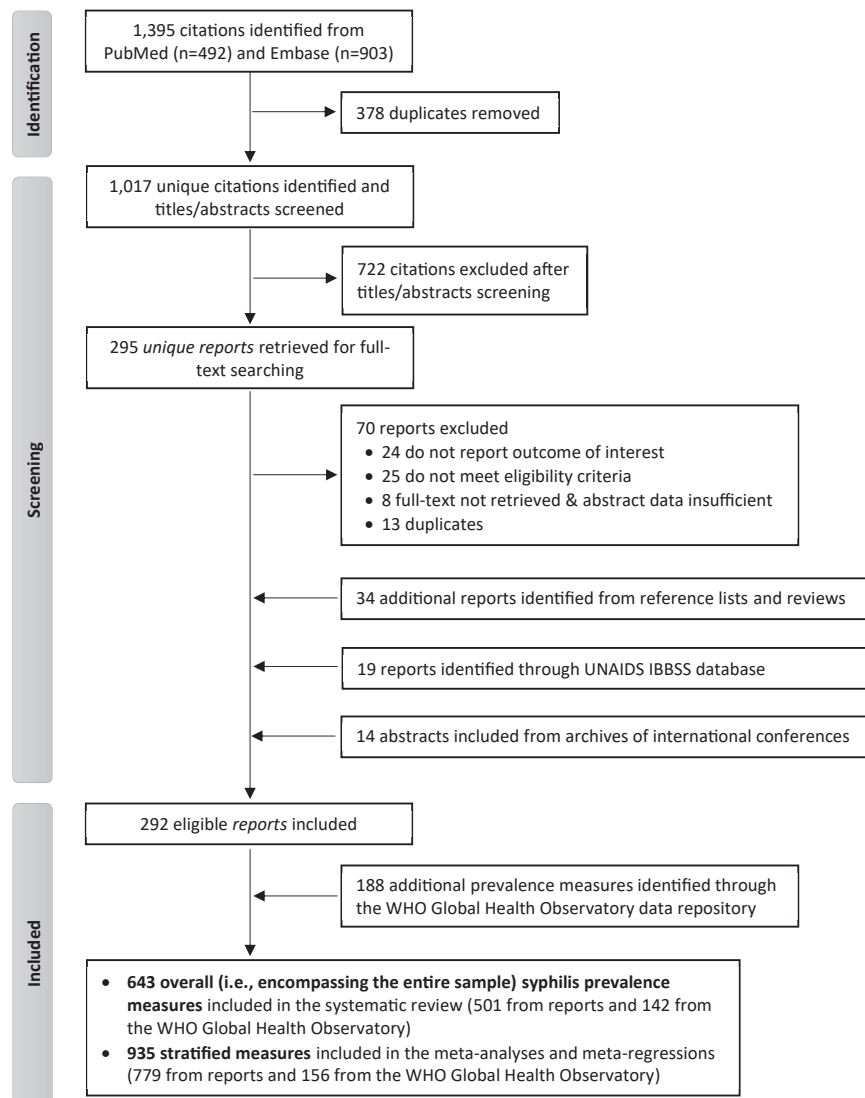 Identification
1,395 citations identified from
PubMed (n=492) and Embase (n=903)
378 duplicates removed
Screening
1,017 unique citations identified and
titles/abstracts screened
722 citations excluded after
titles/abstracts screening
295 unique reports retrieved for full-
text searching
70 reports excluded
• 24 do not report outcome of interest
• 25 do not meet eligibility criteria
• 8 full-text not retrieved & abstract data insufficient
• 13 duplicates
34 additional reports identified from reference lists and reviews
19 reports identified through UNAIDS IBBSS database
14 abstracts included from archives of international conferences
Included
292 eligible reports included
188 additional prevalence measures identified through
the WHO Global Health Observatory data repository
• 643 overall (i.e., encompassing the entire sample) syphilis prevalence
measures included in the systematic review (501 from reports and 142 from
the WHO Global Health Observatory)
• 935 stratified measures included in the meta-analyses and meta-regressions
(779 from reports and 156 from the WHO Global Health Observatory)